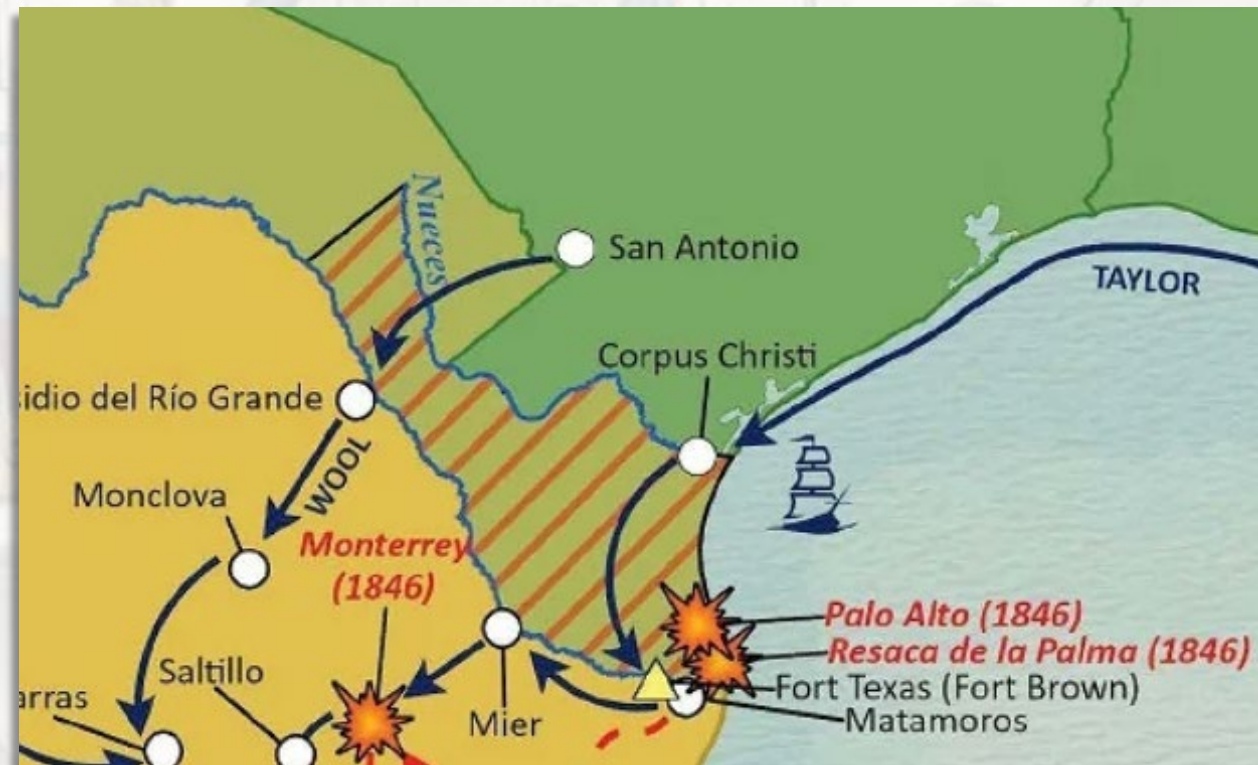 Nueces
San Antonio
TAYLOR
Corpus Christi
idio del Río Grande
WOOL
Monclova
Monterrey
(1846)
Palo Alto (1846)
Resaca de la Palma (1846)
Saltillo
Fort Texas (Fort Brown)
arras
Mier
Matamoros